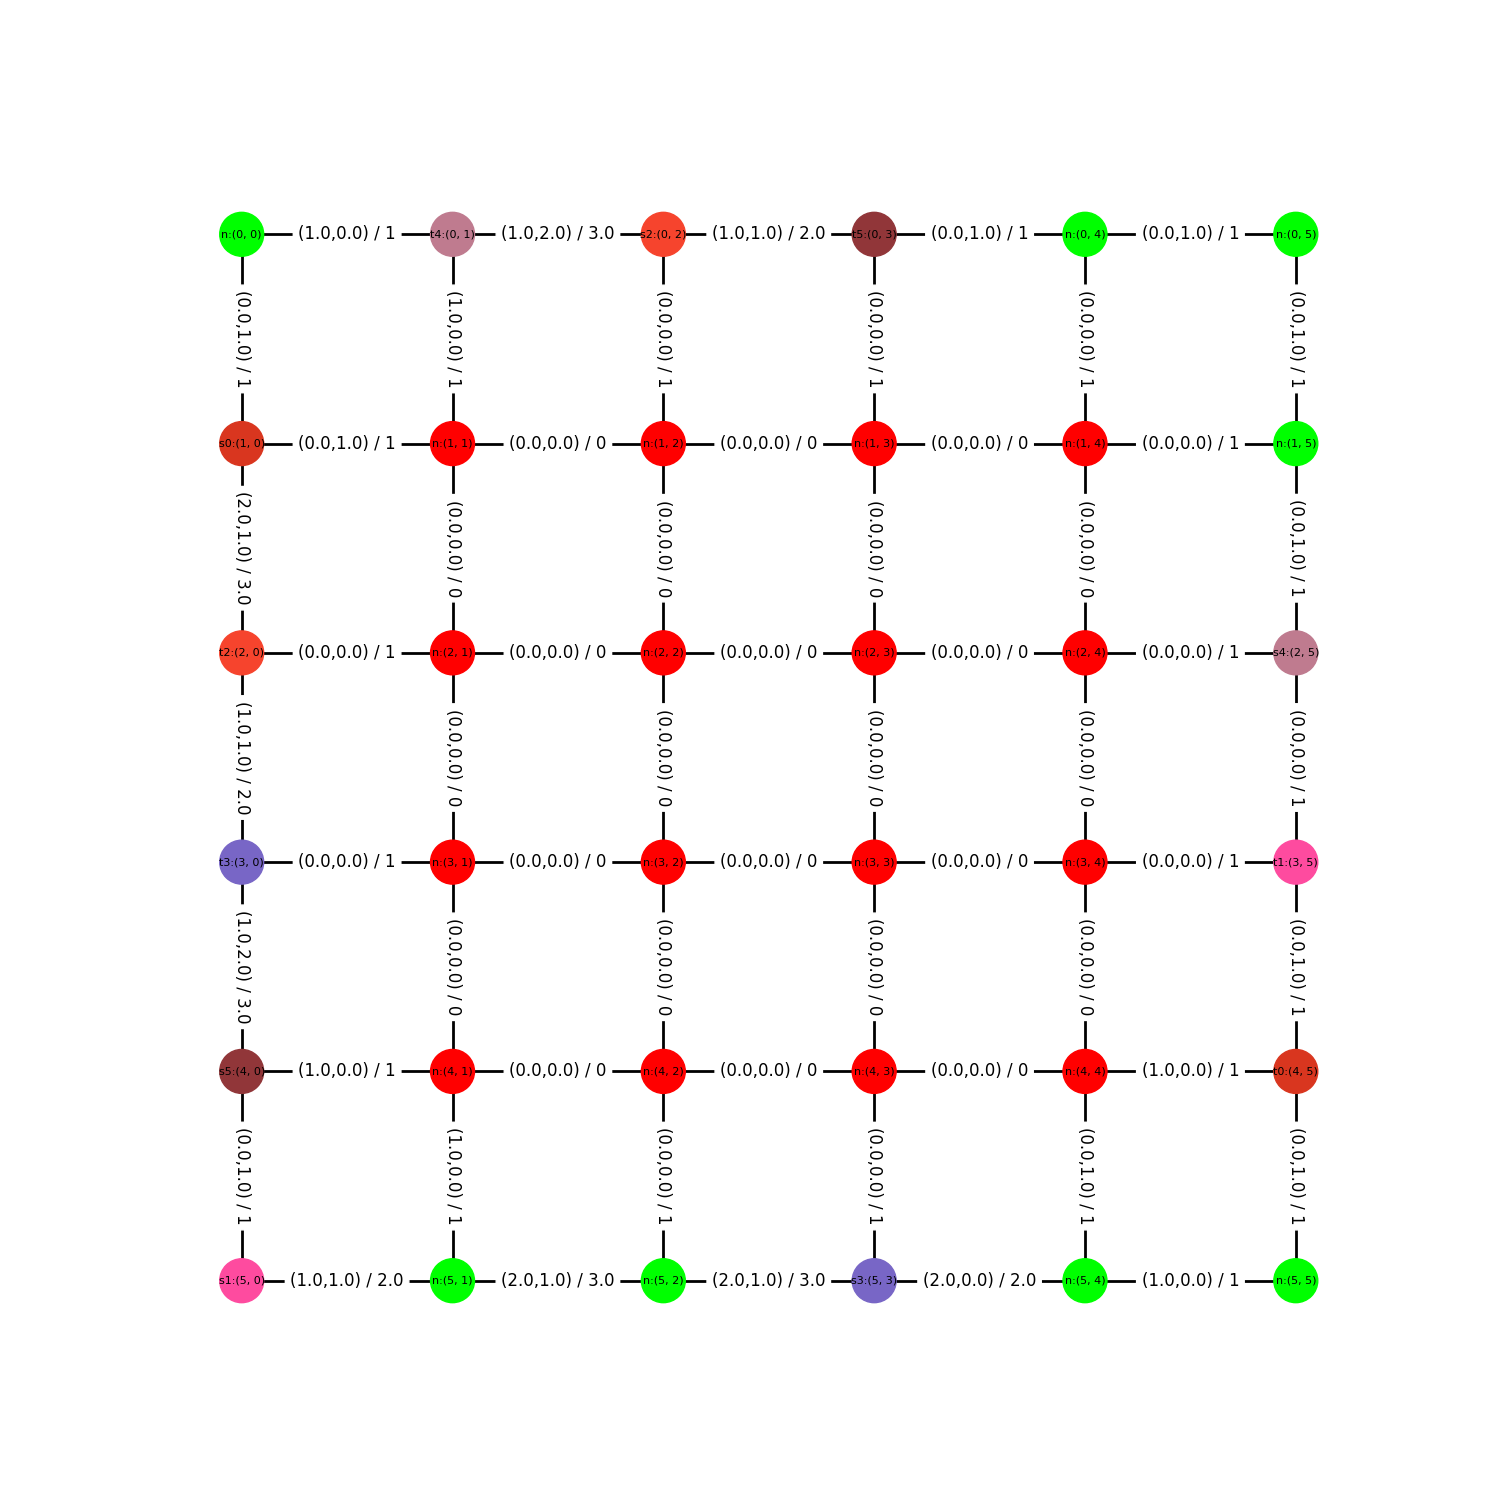 n:(0, 0) (1.0,0.0) / 1 t4:(0, 1) (1.0,2.0) / 3.0 s2:(0, 2) (1.0,1.0) / 2.0 t5:(0, 3) (0.0,1.0) / 1 n:(0, 4) (0.0,1.0) / 1 n:(0, 5)
(0.0,1.0) / 1 (1.0,0.0) / 1 (0.0,0.0) / 1 (0.0,0.0) / 1 (0.0,0.0) / 1 (0.0,1.0) / 1
s0:(1, 0) (0.0,1.0) / 1 n:(1, 1) (0.0,0.0) / 0 n:(1, 2) (0.0,0.0) / 0 n:(1, 3) (0.0,0.0) / 0 n:(1, 4) (0.0,0.0) / 1 n:(1, 5)
(2.0,1.0) / 3.0 (0.0,0.0) / 0 (0.0,0.0) / 0 (0.0,0.0) / 0 (0.0,0.0) / 0 (0.0,1.0) / 1
t2:(2, 0) (0.0,0.0) / 1 n:(2, 1) (0.0,0.0) / 0 n:(2, 2) (0.0,0.0) / 0 n:(2, 3) (0.0,0.0) / 0 n:(2, 4) (0.0,0.0) / 1 s4:(2, 5)
(1.0,1.0) / 2.0 (0.0,0.0) / 0 (0.0,0.0) / 0 (0.0,0.0) / 0 (0.0,0.0) / 0 (0.0,0.0) / 1
t3:(3, 0) (0.0,0.0) / 1 n:(3, 1) (0.0,0.0) / 0 n:(3, 2) (0.0,0.0) / 0 n:(3, 3) (0.0,0.0) / 0 n:(3, 4) (0.0,0.0) / 1 t1:(3, 5)
(1.0,2.0) / 3.0 (0.0,0.0) / 0 (0.0,0.0) / 0 (0.0,0.0) / 0 (0.0,0.0) / 0 (0.0,1.0) / 1
s5:(4, 0) (1.0,0.0) / 1 n:(4, 1) (0.0,0.0) / 0 n:(4, 2) (0.0,0.0) / 0 n:(4, 3) (0.0,0.0) / 0 n:(4, 4) (1.0,0.0) / 1 t0:(4, 5)
(0.0,1.0) / 1 (1.0,0.0) / 1 (0.0,0.0) / 1 (0.0,0.0) / 1 (0.0,1.0) / 1 (0.0,1.0) / 1
s1:(5, 0) (1.0,1.0) / 2.0 n:(5, 1) (2.0,1.0) / 3.0 n:(5, 2) (2.0,1.0) / 3.0 s3:(5, 3) (2.0,0.0) / 2.0 n:(5, 4) (1.0,0.0) / 1 n:(5, 5)